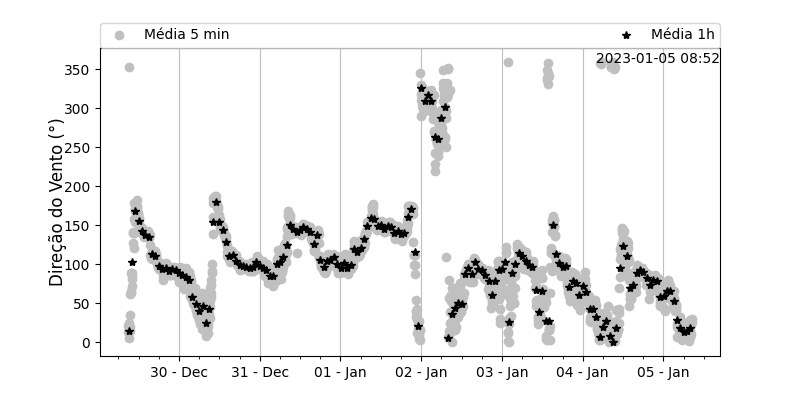 Média 5 min
Média 1h
2023-01-05 08:52
Direção do Vento (°)
350
300
250
200
150
100
50
0
30 - Dec
31 - Dec
01 - Jan
02 - Jan
03 - Jan
04 - Jan
05 - Jan